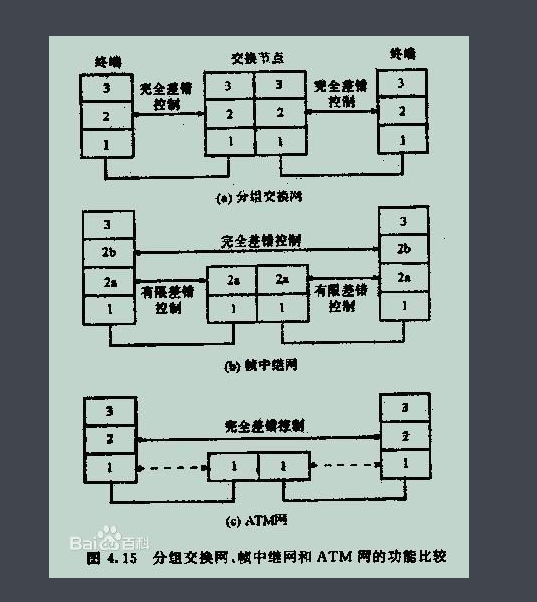 终端 交换节点 终端
3 3 3 3
完全差错控制 完全差错控制
2 2 2 2
1 1 1 1
(a) 分组交换网
3 3
2b 完全差错控制 2b
2a 2a 2a 2a
有限差错控制 有限差错控制
1 1 1 1
(b) 帧中继网
3 3
完全差错控制
2 2
1 1 1 1
(c) ATM网
Bai百科
图 4.15 分组交换网、帧中继网和 ATM 网的功能比较